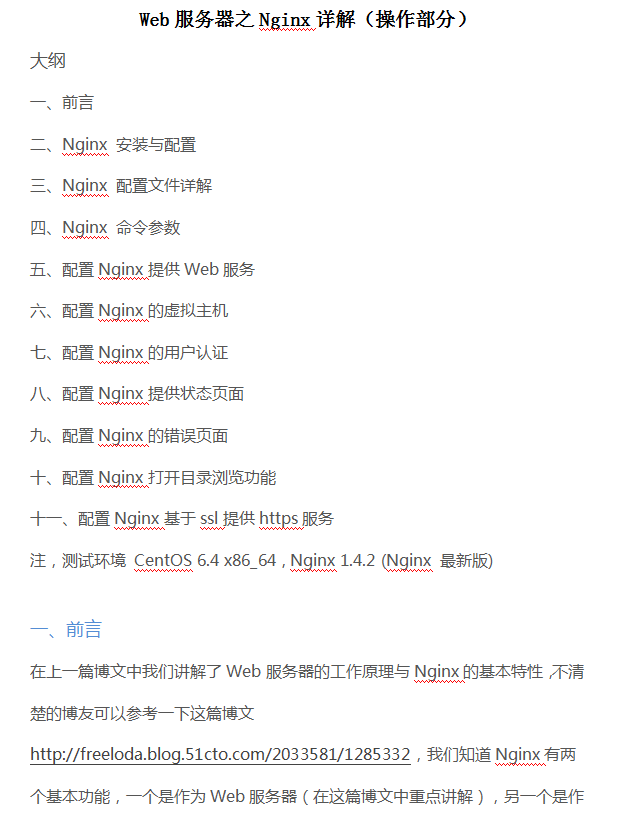 Web 服务器之 Nginx 详解（操作部分）
大纲
一、前言
二、Nginx 安装与配置
三、Nginx 配置文件详解
四、Nginx 命令参数
五、配置 Nginx 提供 Web 服务
六、配置 Nginx 的虚拟主机
七、配置 Nginx 的用户认证
八、配置 Nginx 提供状态页面
九、配置 Nginx 的错误页面
十、配置 Nginx 打开目录浏览功能
十一、配置 Nginx 基于 ssl 提供 https 服务
注，测试环境 CentOS 6.4 x86_64，Nginx 1.4.2 (Nginx 最新版)
一、前言
在上一篇博文中我们讲解了 Web 服务器的工作原理与 Nginx 的基本特性，不清
楚的博友可以参考一下这篇博文
http://freeloda.blog.51cto.com/2033581/1285332，我们知道 Nginx 有两
个基本功能，一个是作为 Web 服务器（在这篇博文中重点讲解），另一个是作